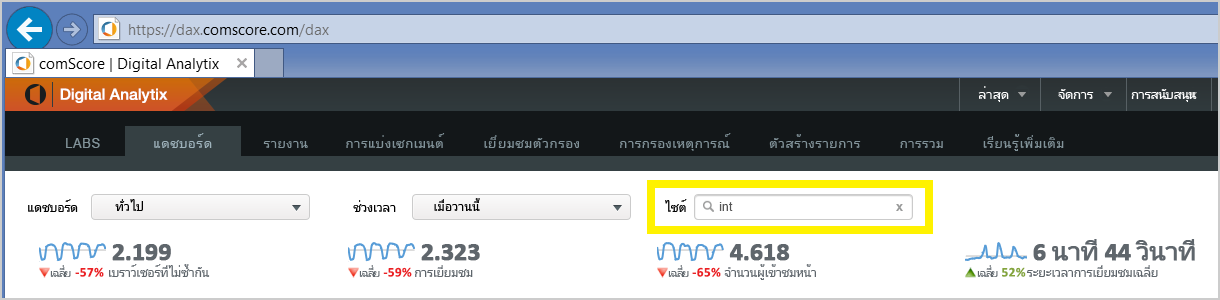 https://dax.comscore.com/dax
comScore | Digital Analytix ×
Digital Analytix ล่าสุด จัดการ การสนับสนุน
LABS แดชบอร์ด รายงาน การแบ่งเซกเมนต์ เยี่ยมชมตัวกรอง การกรองเหตุการณ์ ตัวสร้างรายการ การรวม เรียนรู้เพิ่มเติม
แดชบอร์ด ทั่วไป ช่วงเวลา เมื่อวานนี้ ไซต์ int x
2.199 2.323 4.618 6 นาที 44 วินาที
เฉลี่ย -57% เบราว์เซอร์ที่ไม่ซ้ำกัน เฉลี่ย -59% การเยี่ยมชม เฉลี่ย -65% จำนวนผู้เข้าชมหน้า เฉลี่ย 52% ระยะเวลาการเยี่ยมชมเฉลี่ย